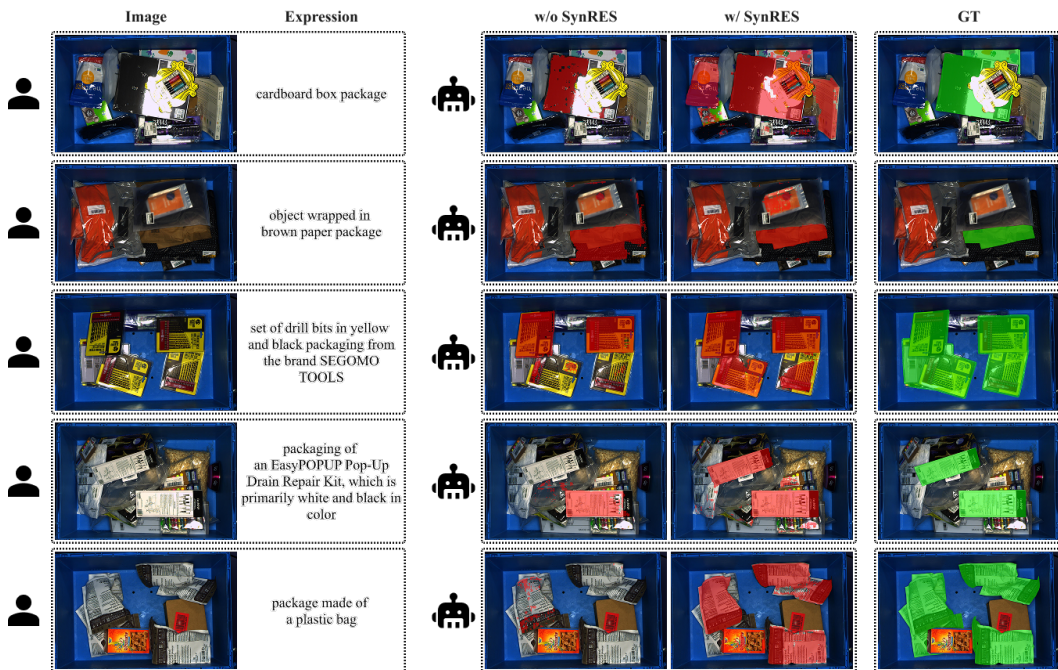 Image Expression w/o SynRES w/ SynRES GT
cardboard box package
object wrapped in
brown paper package
set of drill bits in yellow
and black packaging from
the brand SEGOMO
TOOLS
packaging of
an EasyPOPUP Pop-Up
Drain Repair Kit, which is
primarily white and black in
color
package made of
a plastic bag